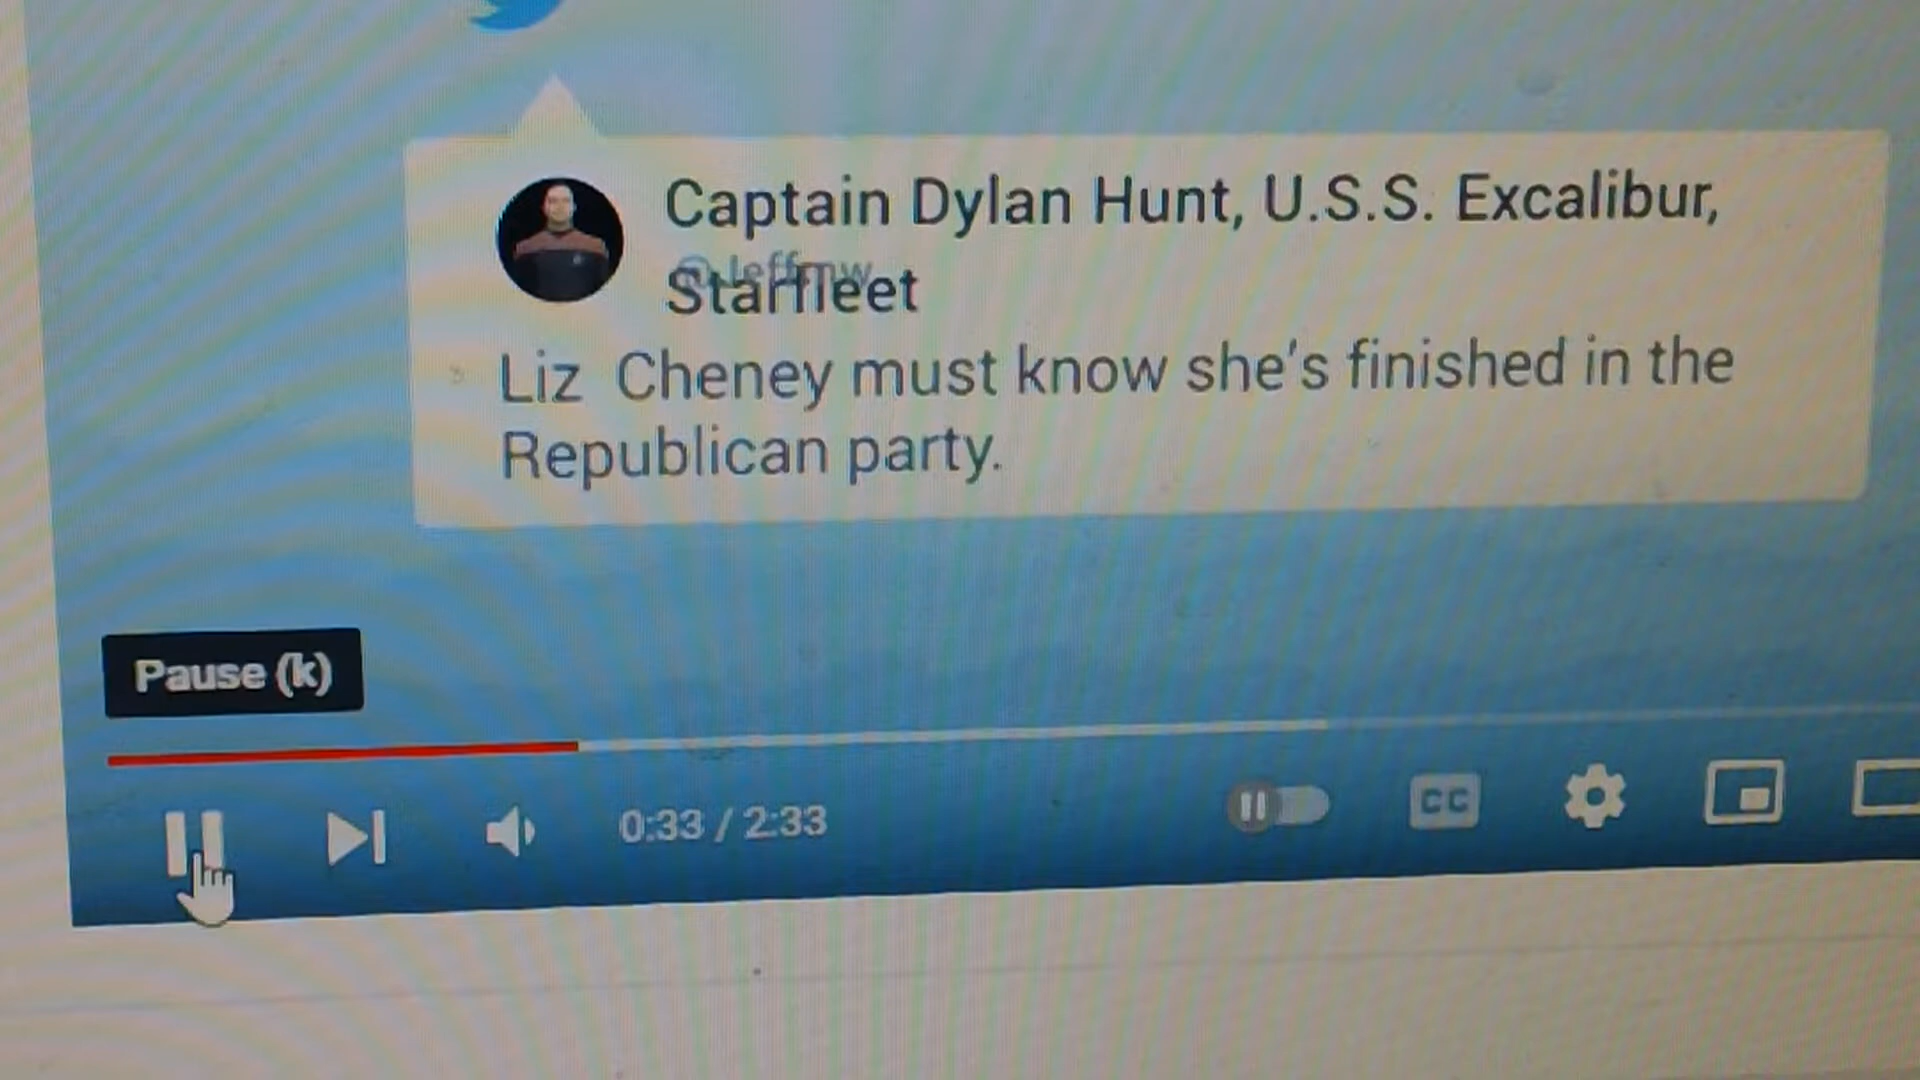 Captain Dylan Hunt, U.S.S. Excalibur,
Starfleet
@Jeffmw
Liz Cheney must know she's finished in the
Republican party.
Pause (k)
0:33 / 2:33
CC